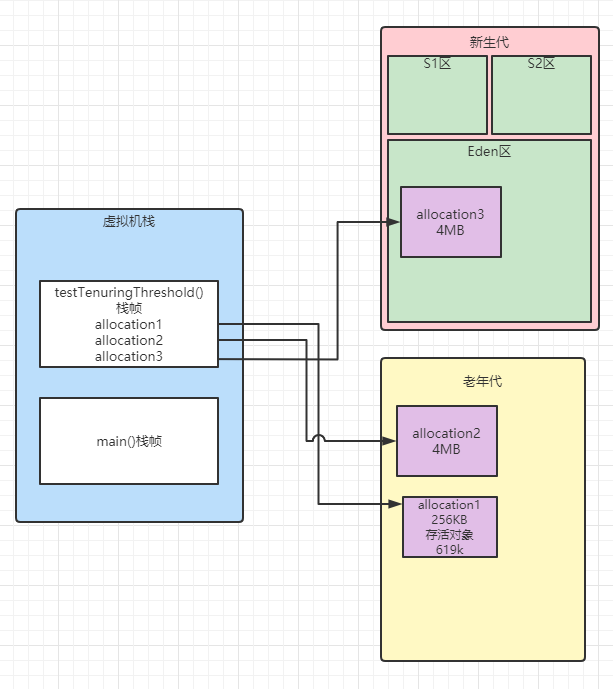 新生代
S1区
S2区
Eden区
allocation3
4MB
虚拟机栈
testTenuringThreshold()
栈帧
allocation1
allocation2
allocation3
main()栈帧
老年代
allocation2
4MB
allocation1
256KB
存活对象
619k